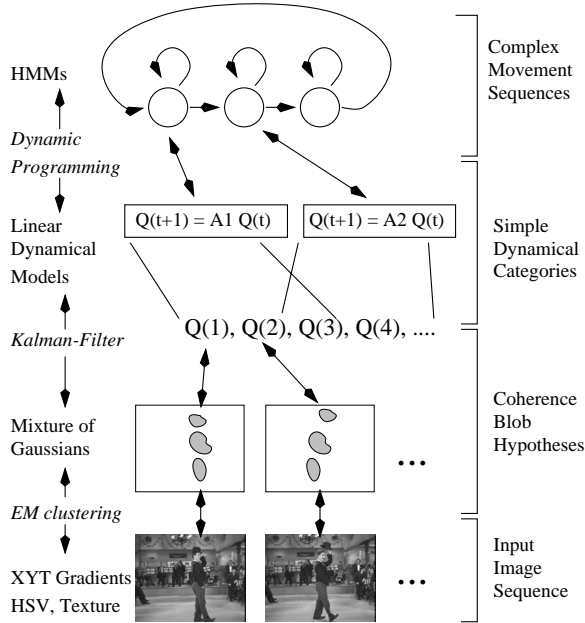 HMMs
Complex
Movement
Sequences
Dynamic
Programming
Q(t+1) = A1 Q(t)
Q(t+1) = A2 Q(t)
Linear
Dynamical
Models
Simple
Dynamical
Categories
Q(1), Q(2), Q(3), Q(4), ....
Kalman-Filter
Mixture of
Gaussians
...
Coherence
Blob
Hypotheses
EM clustering
XYT Gradients
HSV, Texture
...
Input
Image
Sequence